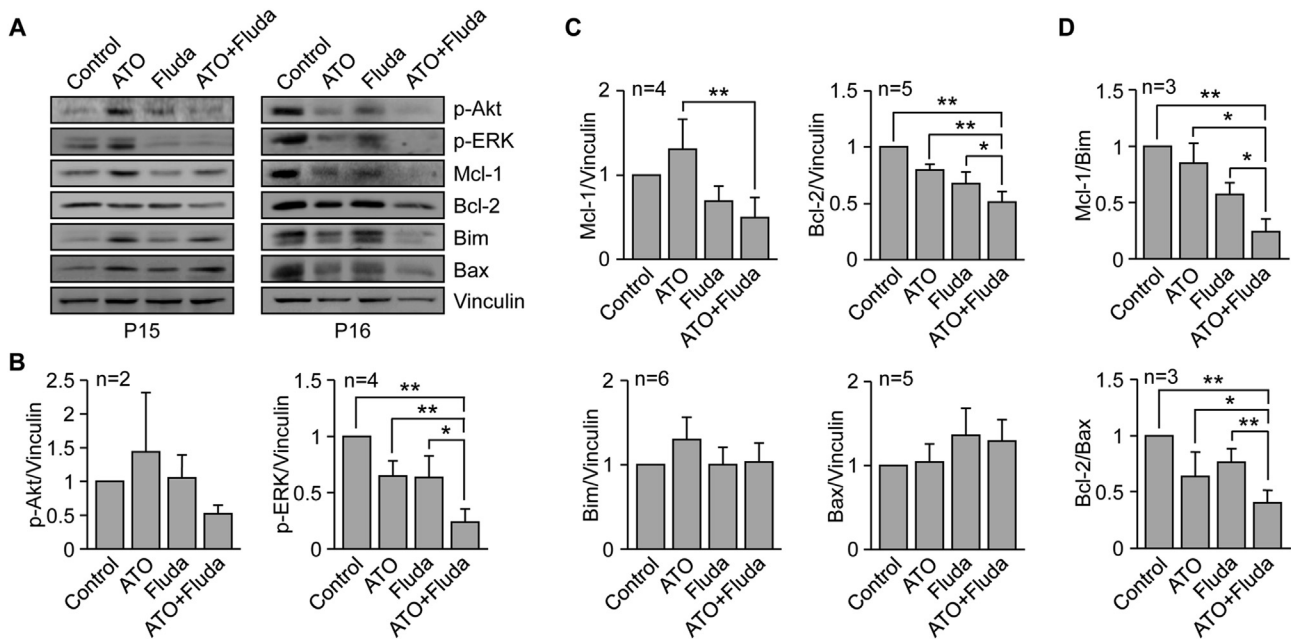 A
Control
ATO
Fluda
ATO+Fluda
Control
ATO
Fluda
ATO+Fluda
p-Akt
p-ERK
Mcl-1
Bcl-2
Bim
Bax
Vinculin
P15
P16
B
n=2
p-Akt/Vinculin
2.5
2
1.5
1
0.5
0
Control
ATO
Fluda
ATO+Fluda
n=4
p-ERK/Vinculin
1.5
1
0.5
0
**
**
*
Control
ATO
Fluda
ATO+Fluda
C
n=4
Mcl-1/Vinculin
2
1
0
**
Control
ATO
Fluda
ATO+Fluda
n=5
Bcl-2/Vinculin
1.5
1
0.5
0
**
**
*
Control
ATO
Fluda
ATO+Fluda
n=6
Bim/Vinculin
2
1
0
Control
ATO
Fluda
ATO+Fluda
n=5
Bax/Vinculin
2
1
0
Control
ATO
Fluda
ATO+Fluda
D
n=3
Mcl-1/Bim
1.5
1
0.5
0
**
*
*
Control
ATO
Fluda
ATO+Fluda
n=3
Bcl-2/Bax
1.5
1
0.5
0
**
*
**
Control
ATO
Fluda
ATO+Fluda